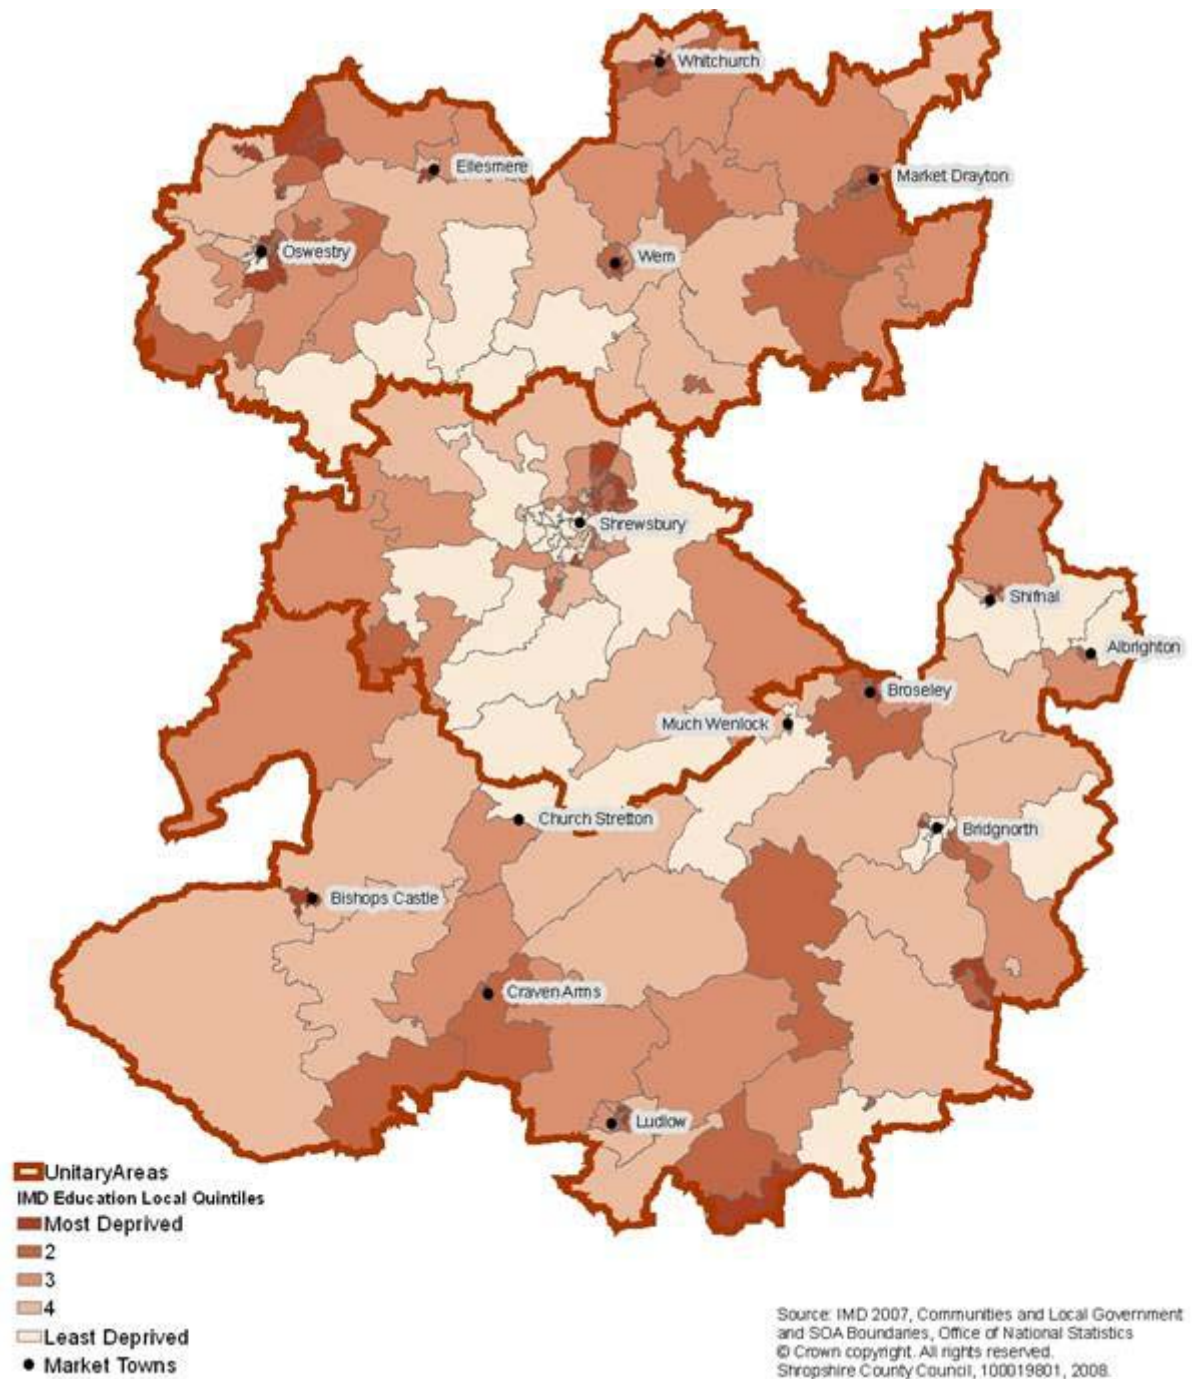 Whitchurch
Ellesmere
Market Drayton
Oswestry
Wem
Shrewsbury
Shifnal
Albrighton
Broseley
Much Wenlock
Church Stretton
Bridgnorth
Bishops Castle
Craven Arms
Ludlow
UnitaryAreas
IMD Education Local Quintiles
Most Deprived
2
3
4
Least Deprived
Market Towns
Source: IMD 2007, Communities and Local Government
and SOA Boundaries, Office of National Statistics
© Crown copyright. All rights reserved.
Shropshire County Council, 100019801, 2008.